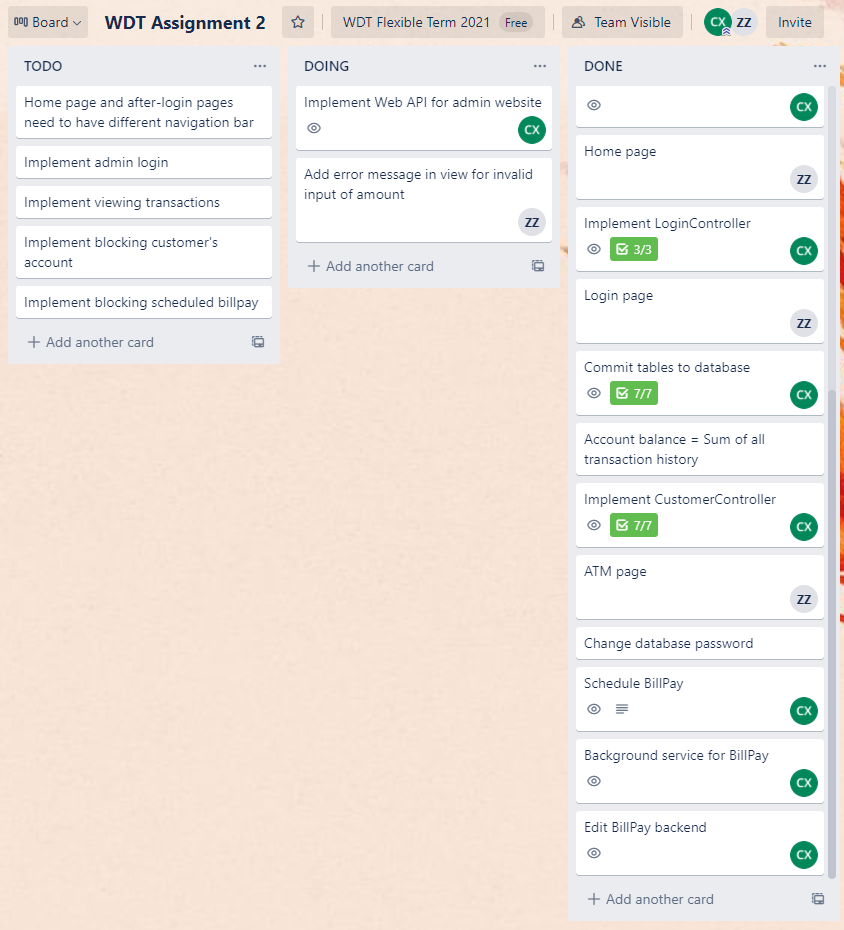 Board
WDT Assignment 2
WDT Flexible Term 2021
Free
Team Visible
CX
ZZ
Invite
TODO
Home page and after-login pages
need to have different navigation bar
Implement admin login
Implement viewing transactions
Implement blocking customer's
account
Implement blocking scheduled billpay
+ Add another card
DOING
Implement Web API for admin website
CX
Add error message in view for invalid
input of amount
ZZ
+ Add another card
DONE
CX
Home page
ZZ
Implement LoginController
3/3
CX
Login page
ZZ
Commit tables to database
7/7
CX
Account balance = Sum of all
transaction history
Implement CustomerController
7/7
CX
ATM page
ZZ
Change database password
Schedule BillPay
CX
Background service for BillPay
CX
Edit BillPay backend
CX
+ Add another card